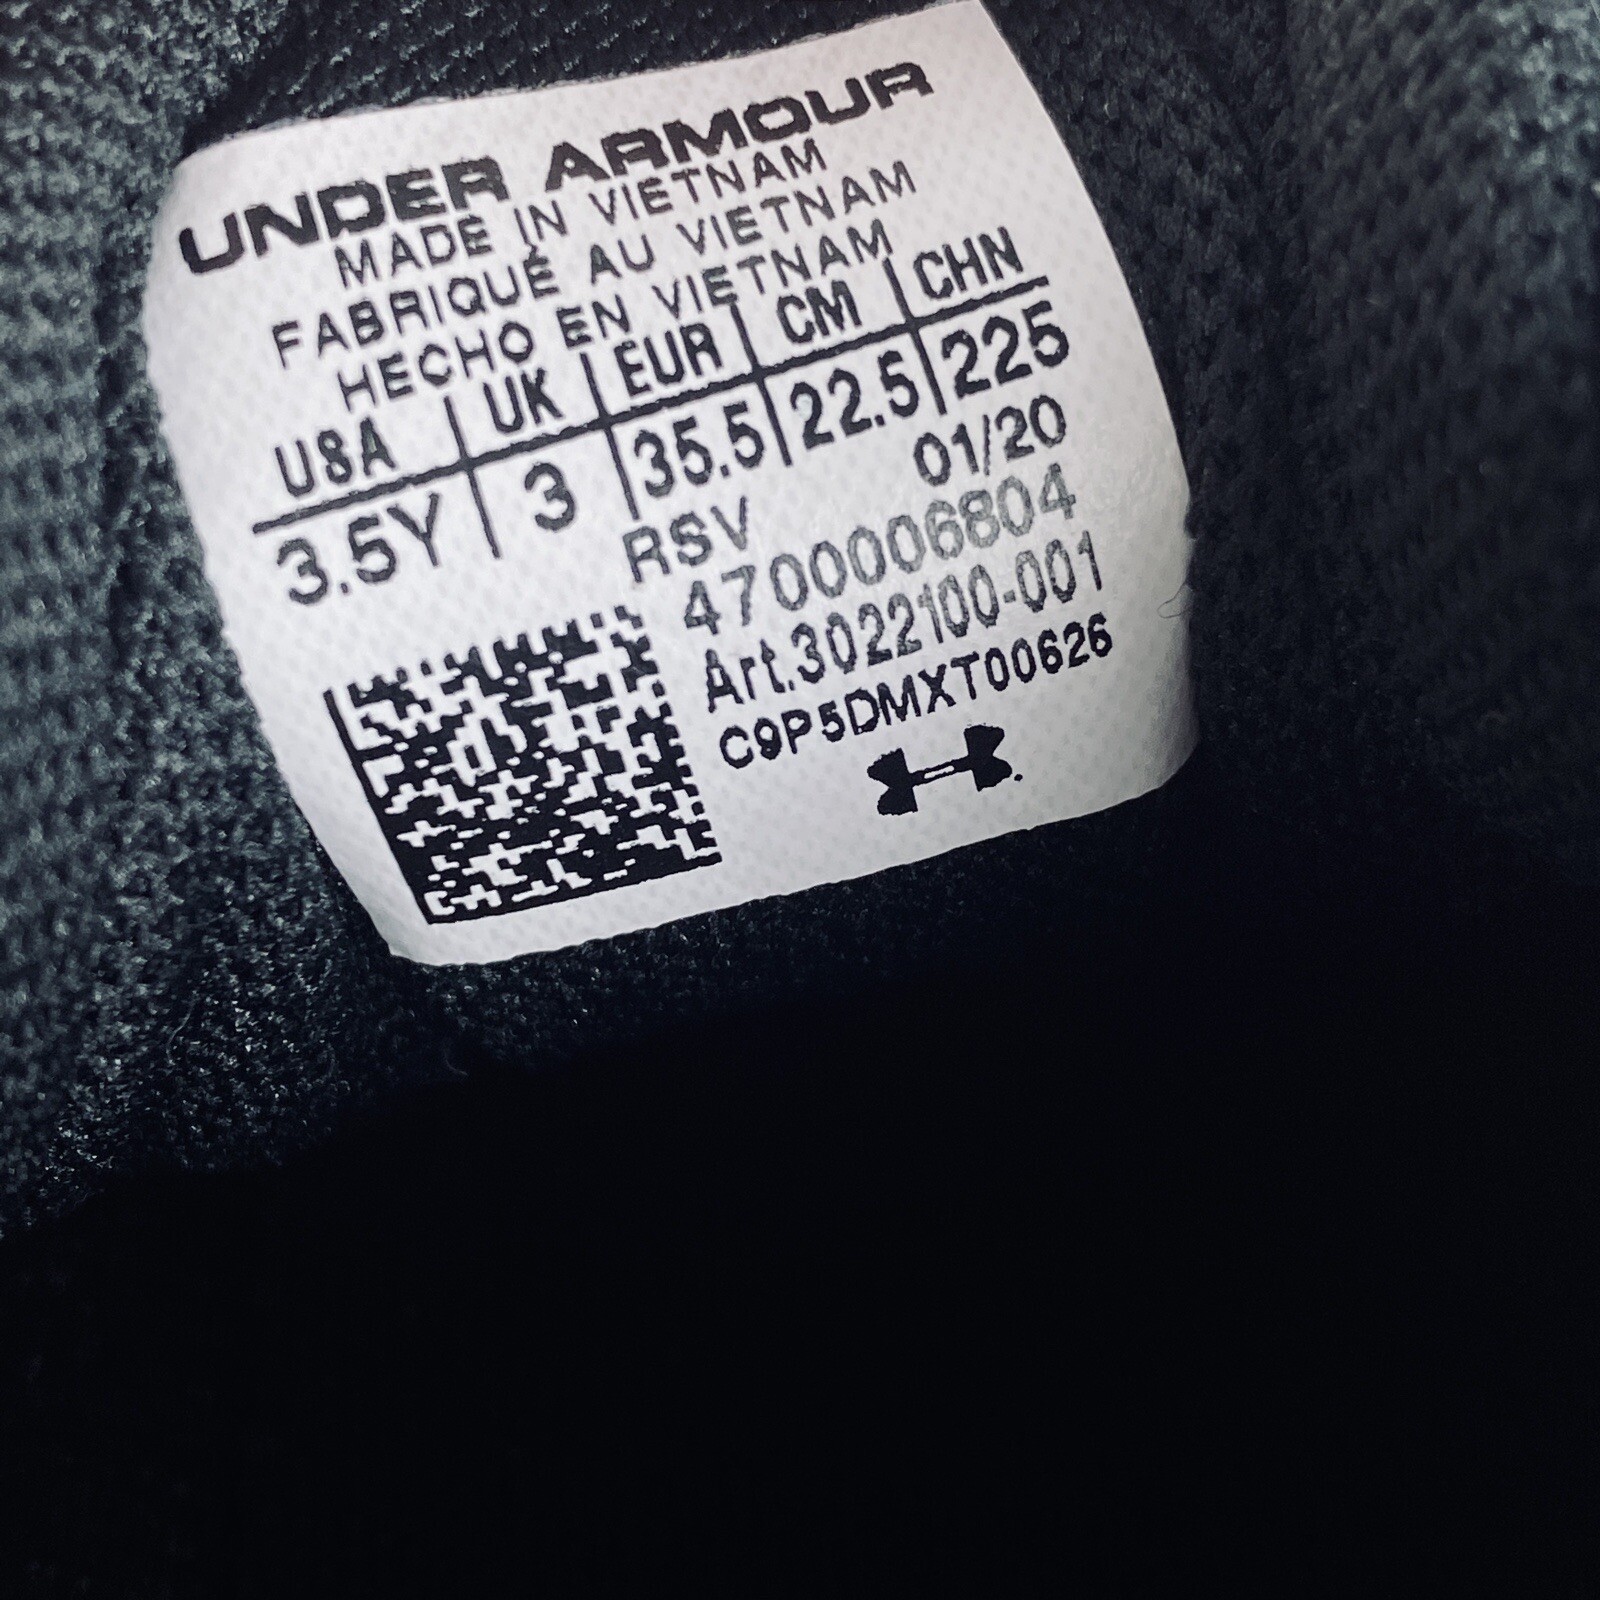 UNDER ARMOUR
MADE IN VIETNAM
FABRIQUÉ AU VIETNAM
HECHO EN VIETNAM
USA UK EUR CM CHN
3.5Y 3 35.5 22.5 225
RSV 01/20
4700006804
Art.3022100-001
C9P5DMXT00626